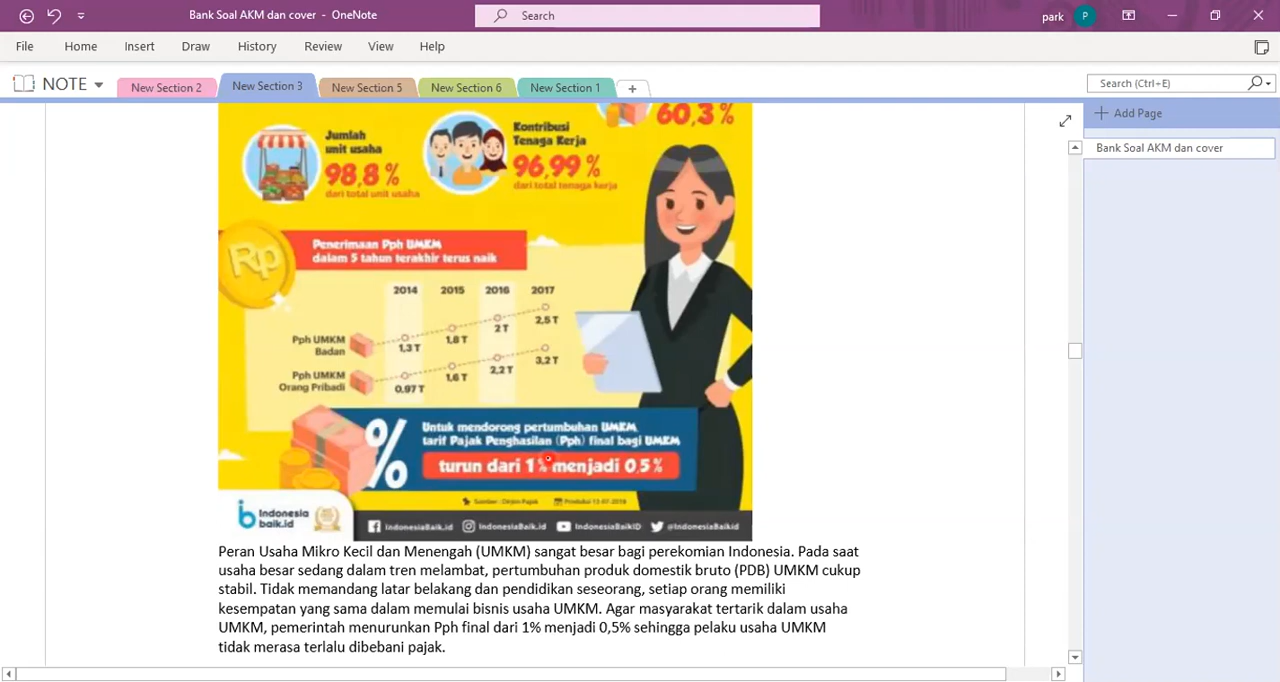 Bank Soal AKM dan cover - OneNote
Search
park
P
File
Home
Insert
Draw
History
Review
View
Help
NOTE
New Section 2
New Section 3
New Section 5
New Section 6
New Section 1
+
Search (Ctrl+E)
Add Page
Bank Soal AKM dan cover
60,3 %
Jumlah
unit usaha
98,8 %
dari total unit usaha
Kontribusi
Tenaga Kerja
96,99 %
dari total tenaga kerja
Rp
Penerimaan Pph UMKM
dalam 5 tahun terakhir terus naik
2014 2015 2016 2017
Pph UMKM
Badan
1,3 T 1,8 T 2 T 2,5 T
Pph UMKM
Orang Pribadi
0,97 T 1,6 T 2,2 T 3,2 T
%
Untuk mendorong pertumbuhan UMKM,
tarif Pajak Penghasilan (Pph) final bagi UMKM
turun dari 1% menjadi 0,5 %
Sumber : Dirjen Pajak
Indonesia
baik.id
IndonesiaBaik.id
IndonesiaBaik.id
IndonesiaBaikID
@IndonesiaBaikid
Peran Usaha Mikro Kecil dan Menengah (UMKM) sangat besar bagi perekomian Indonesia. Pada saat
usaha besar sedang dalam tren melambat, pertumbuhan produk domestik bruto (PDB) UMKM cukup
stabil. Tidak memandang latar belakang dan pendidikan seseorang, setiap orang memiliki
kesempatan yang sama dalam memulai bisnis usaha UMKM. Agar masyarakat tertarik dalam usaha
UMKM, pemerintah menurunkan Pph final dari 1% menjadi 0,5% sehingga pelaku usaha UMKM
tidak merasa terlalu dibebani pajak.